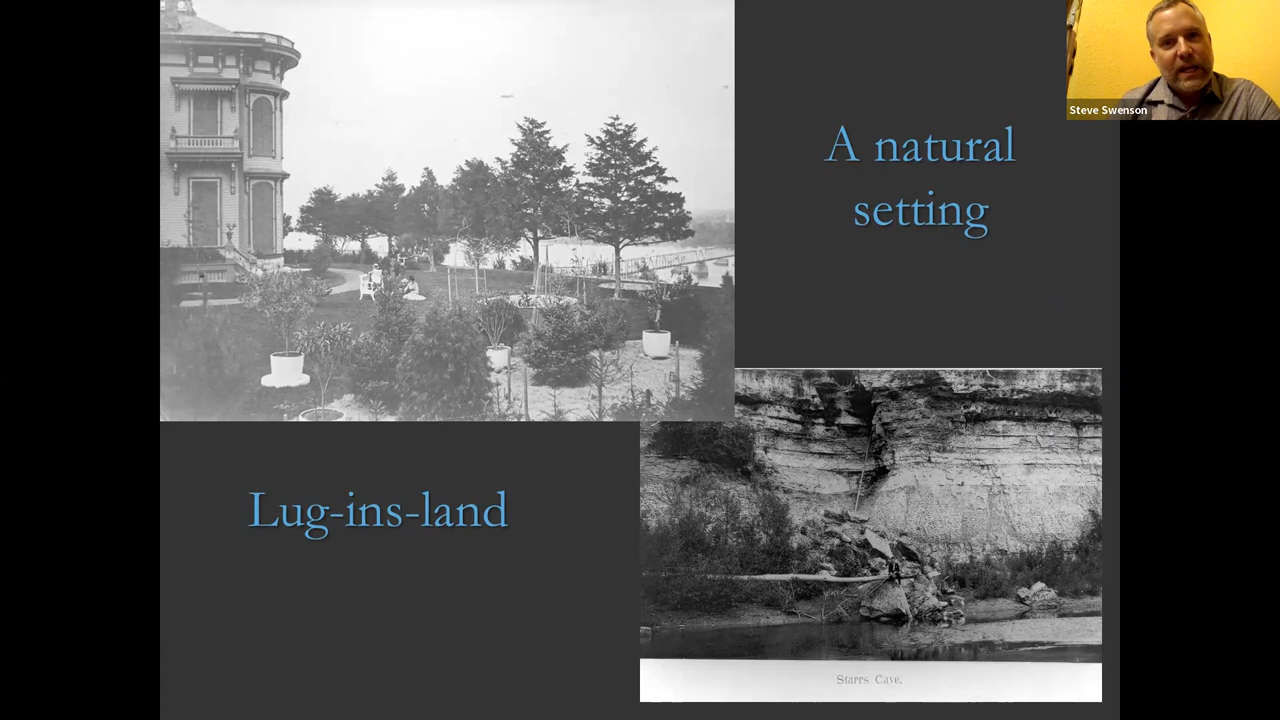 Steve Swenson
A natural
setting
Lug-ins-land
Starrs Cave.